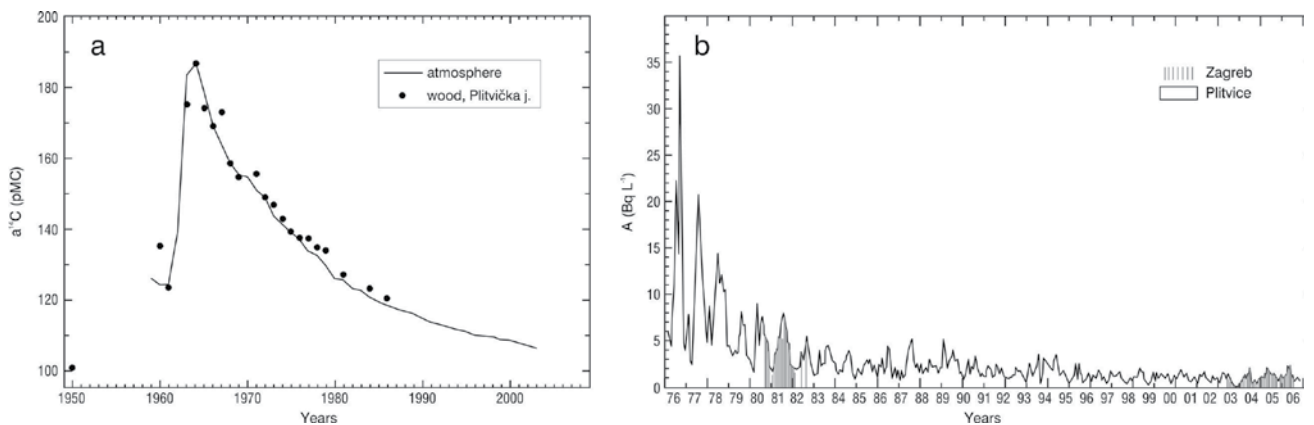 a
a¹⁴C (pMC)
200
180
160
140
120
100
1950 1960 1970 1980 1990 2000
Years
atmosphere
wood, Plitvička j.
b
A (Bq L⁻¹)
35
30
25
20
15
10
5
0
76 77 78 79 80 81 82 83 84 85 86 87 88 89 90 91 92 93 94 95 96 97 98 99 00 01 02 03 04 05 06
Years
Zagreb
Plitvice